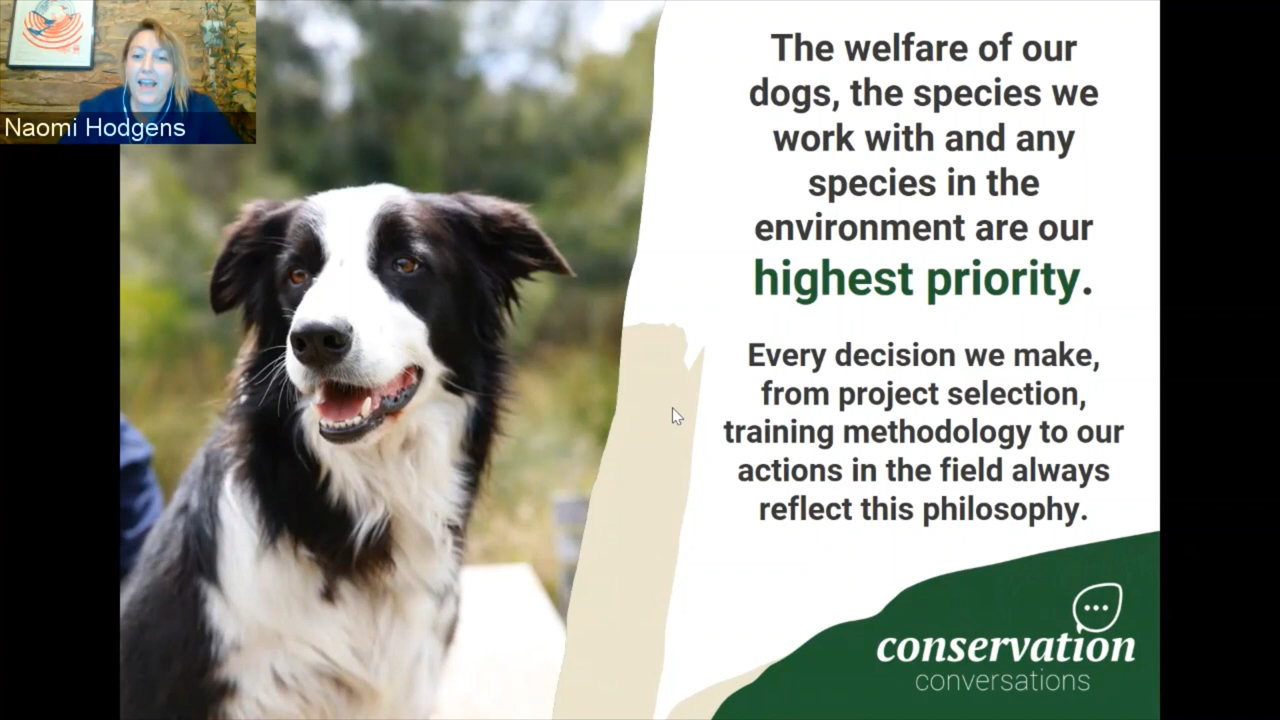 Naomi Hodgens
The welfare of our
dogs, the species we
work with and any
species in the
environment are our
highest priority.
Every decision we make,
from project selection,
training methodology to our
actions in the field always
reflect this philosophy.
conservation
conversations